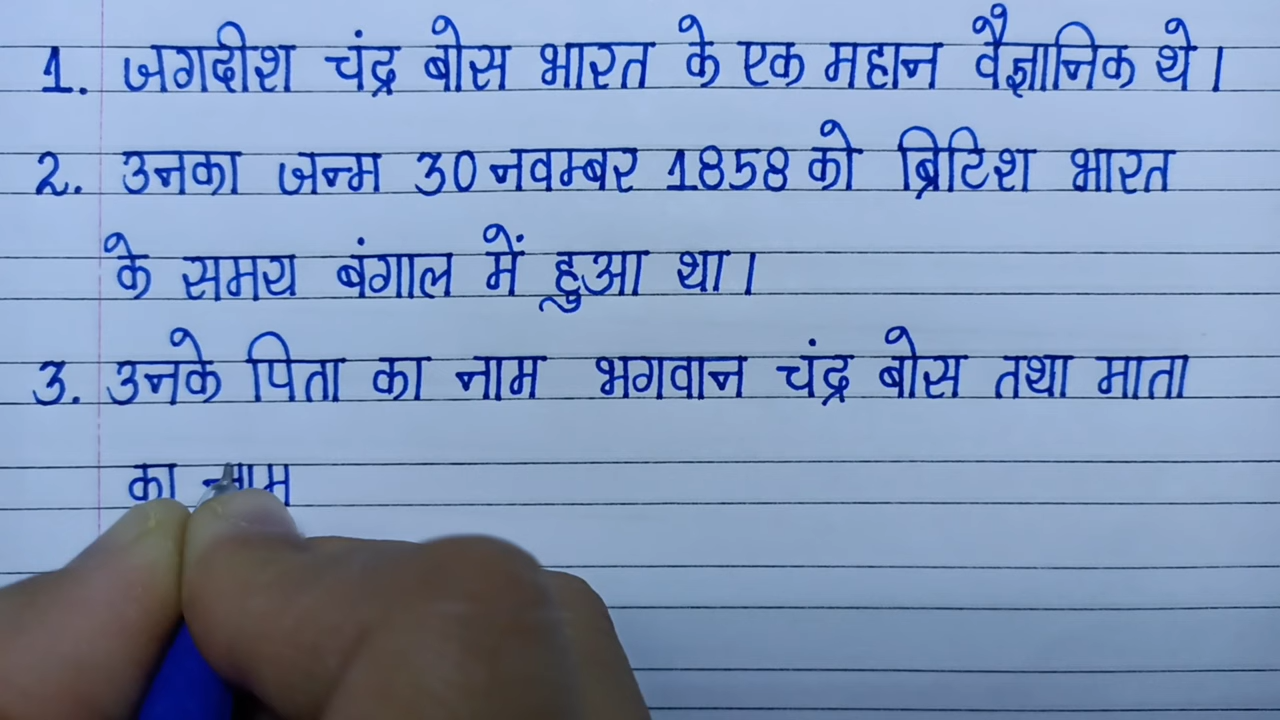 1. जगदीश चंद्र बोस भारत के एक महान वैज्ञानिक थे।
2. उनका जन्म 30 नवम्बर 1858 को ब्रिटिश भारत
के समय बंगाल में हुआ था।
3. उनके पिता का नाम भगवान चंद्र बोस तथा माता
का नाम